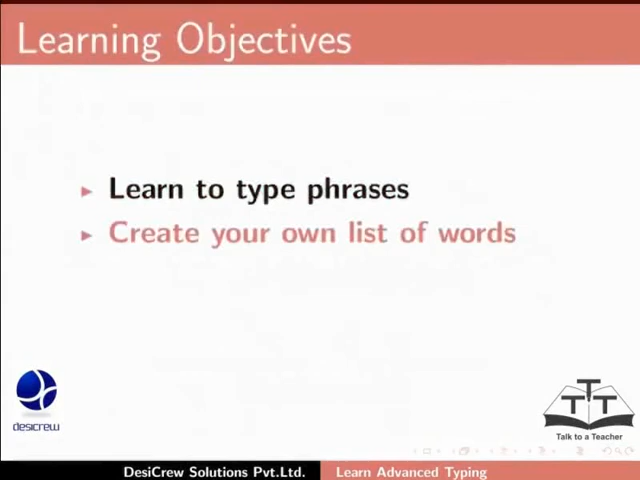 Learning Objectives
Learn to type phrases
Create your own list of words
desicrew
TTT
Talk to a Teacher
DesiCrew Solutions Pvt.Ltd.
Learn Advanced Typing